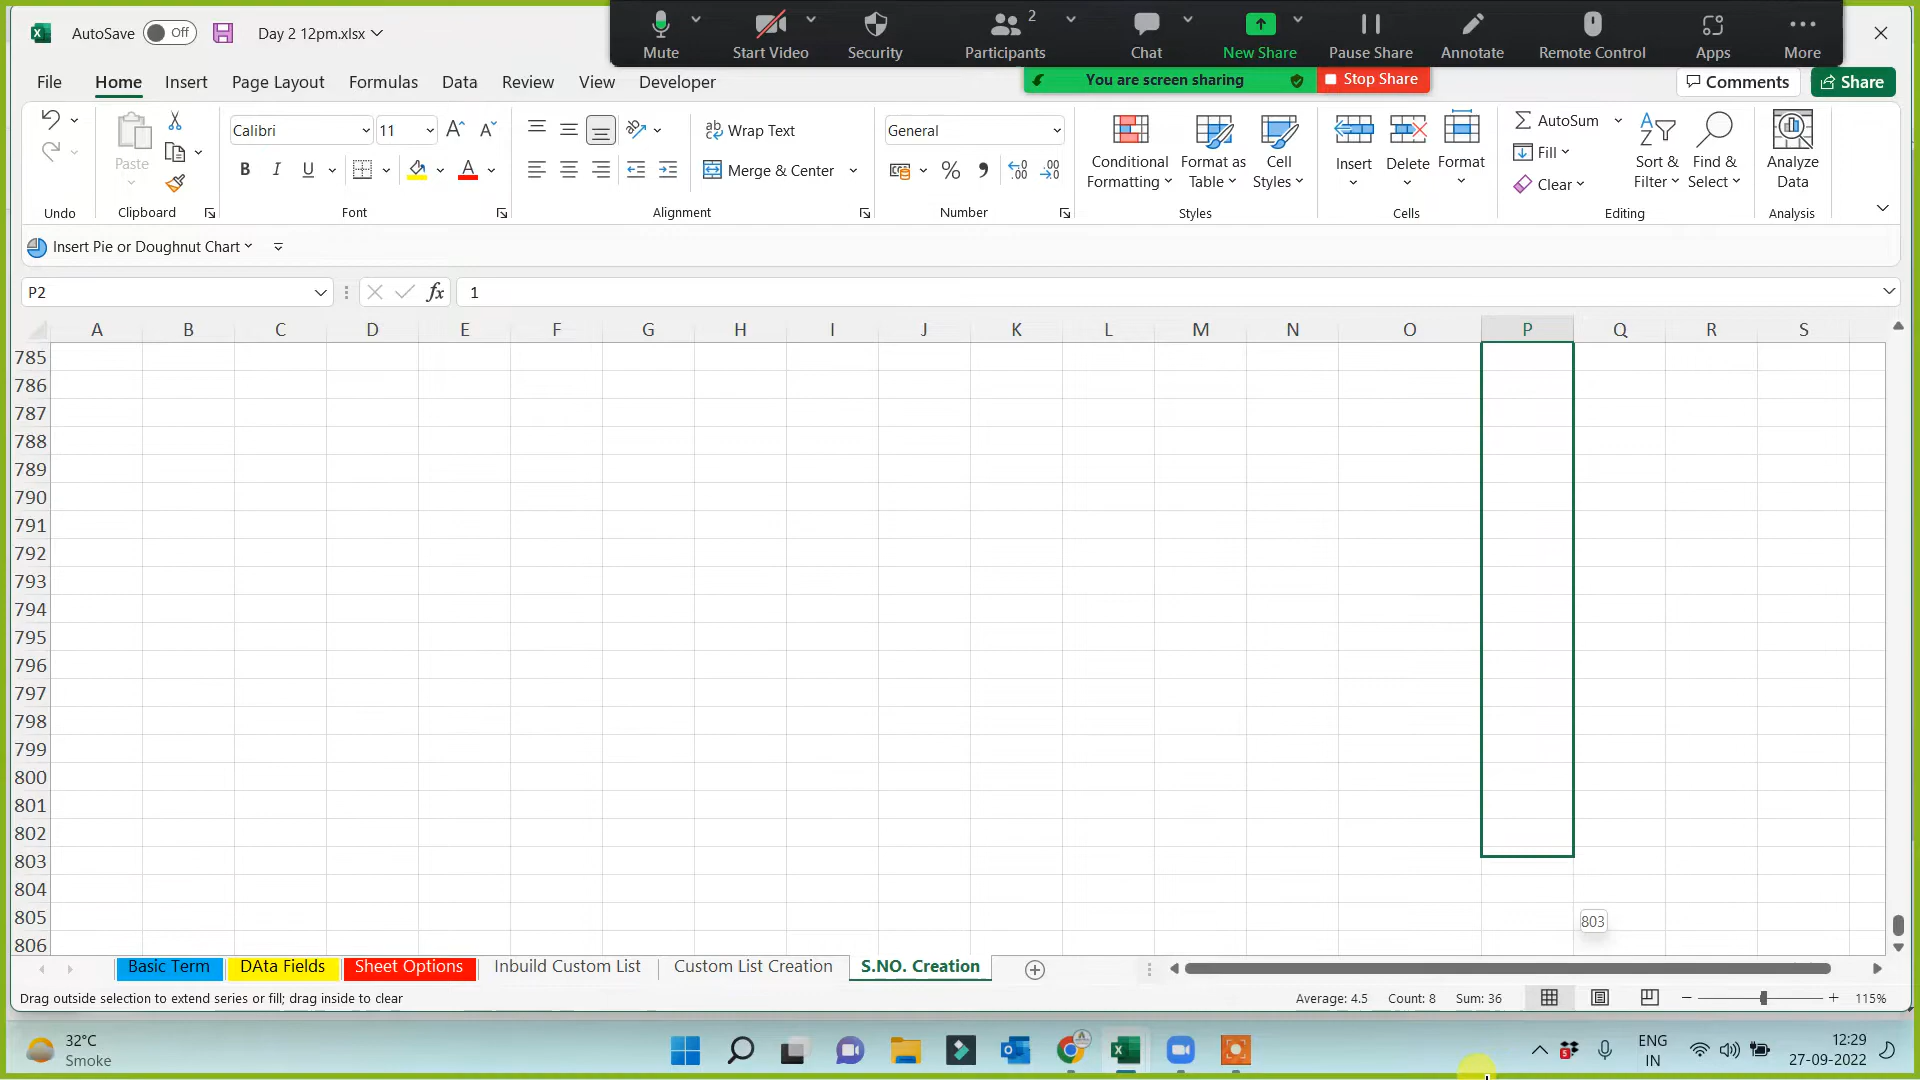 AutoSave Off Day 2 12pm.xlsx
Mute Start Video Security Participants 2 Chat New Share Pause Share Annotate Remote Control Apps More
You are screen sharing Stop Share
File Home Insert Page Layout Formulas Data Review View Developer Comments Share
Calibri 11 Wrap Text General AutoSum
Paste B I U Merge & Center % Conditional Formatting Format as Table Cell Styles Insert Delete Format Fill Clear Sort & Filter Find & Select Analyze Data
Undo Clipboard Font Alignment Number Styles Cells Editing Analysis
Insert Pie or Doughnut Chart
P2 fx 1
A B C D E F G H I J K L M N O P Q R S
785
786
787
788
789
790
791
792
793
794
795
796
797
798
799
800
801
802
803
804
805
803
806
Basic Term DAta Fields Sheet Options Inbuild Custom List Custom List Creation S.NO. Creation
Drag outside selection to extend series or fill; drag inside to clear Average: 4.5 Count: 8 Sum: 36 115%
32°C
Smoke
5
ENG
IN
12:29
27-09-2022